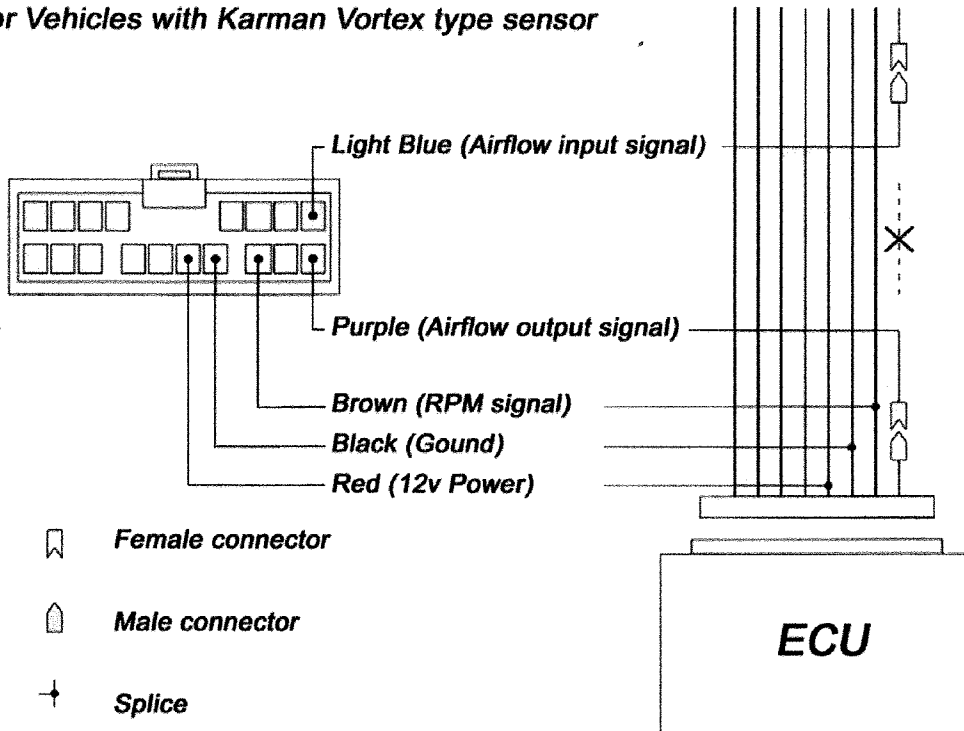 or Vehicles with Karman Vortex type sensor
Light Blue (Airflow input signal)
Purple (Airflow output signal)
Brown (RPM signal)
Black (Gound)
Red (12v Power)
Female connector
Male connector
Splice
ECU